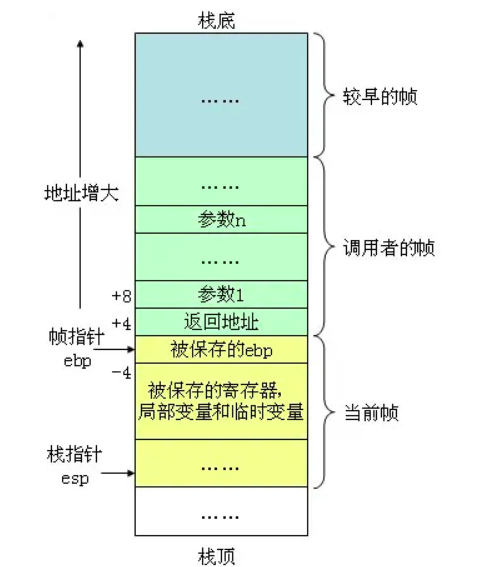 栈底
……
较早的帧
地址增大
……
参数n
……
调用者的帧
+8
参数1
+4
返回地址
帧指针
ebp
被保存的ebp
-4
被保存的寄存器,
局部变量和临时变量
当前帧
栈指针
esp
……
……
栈顶